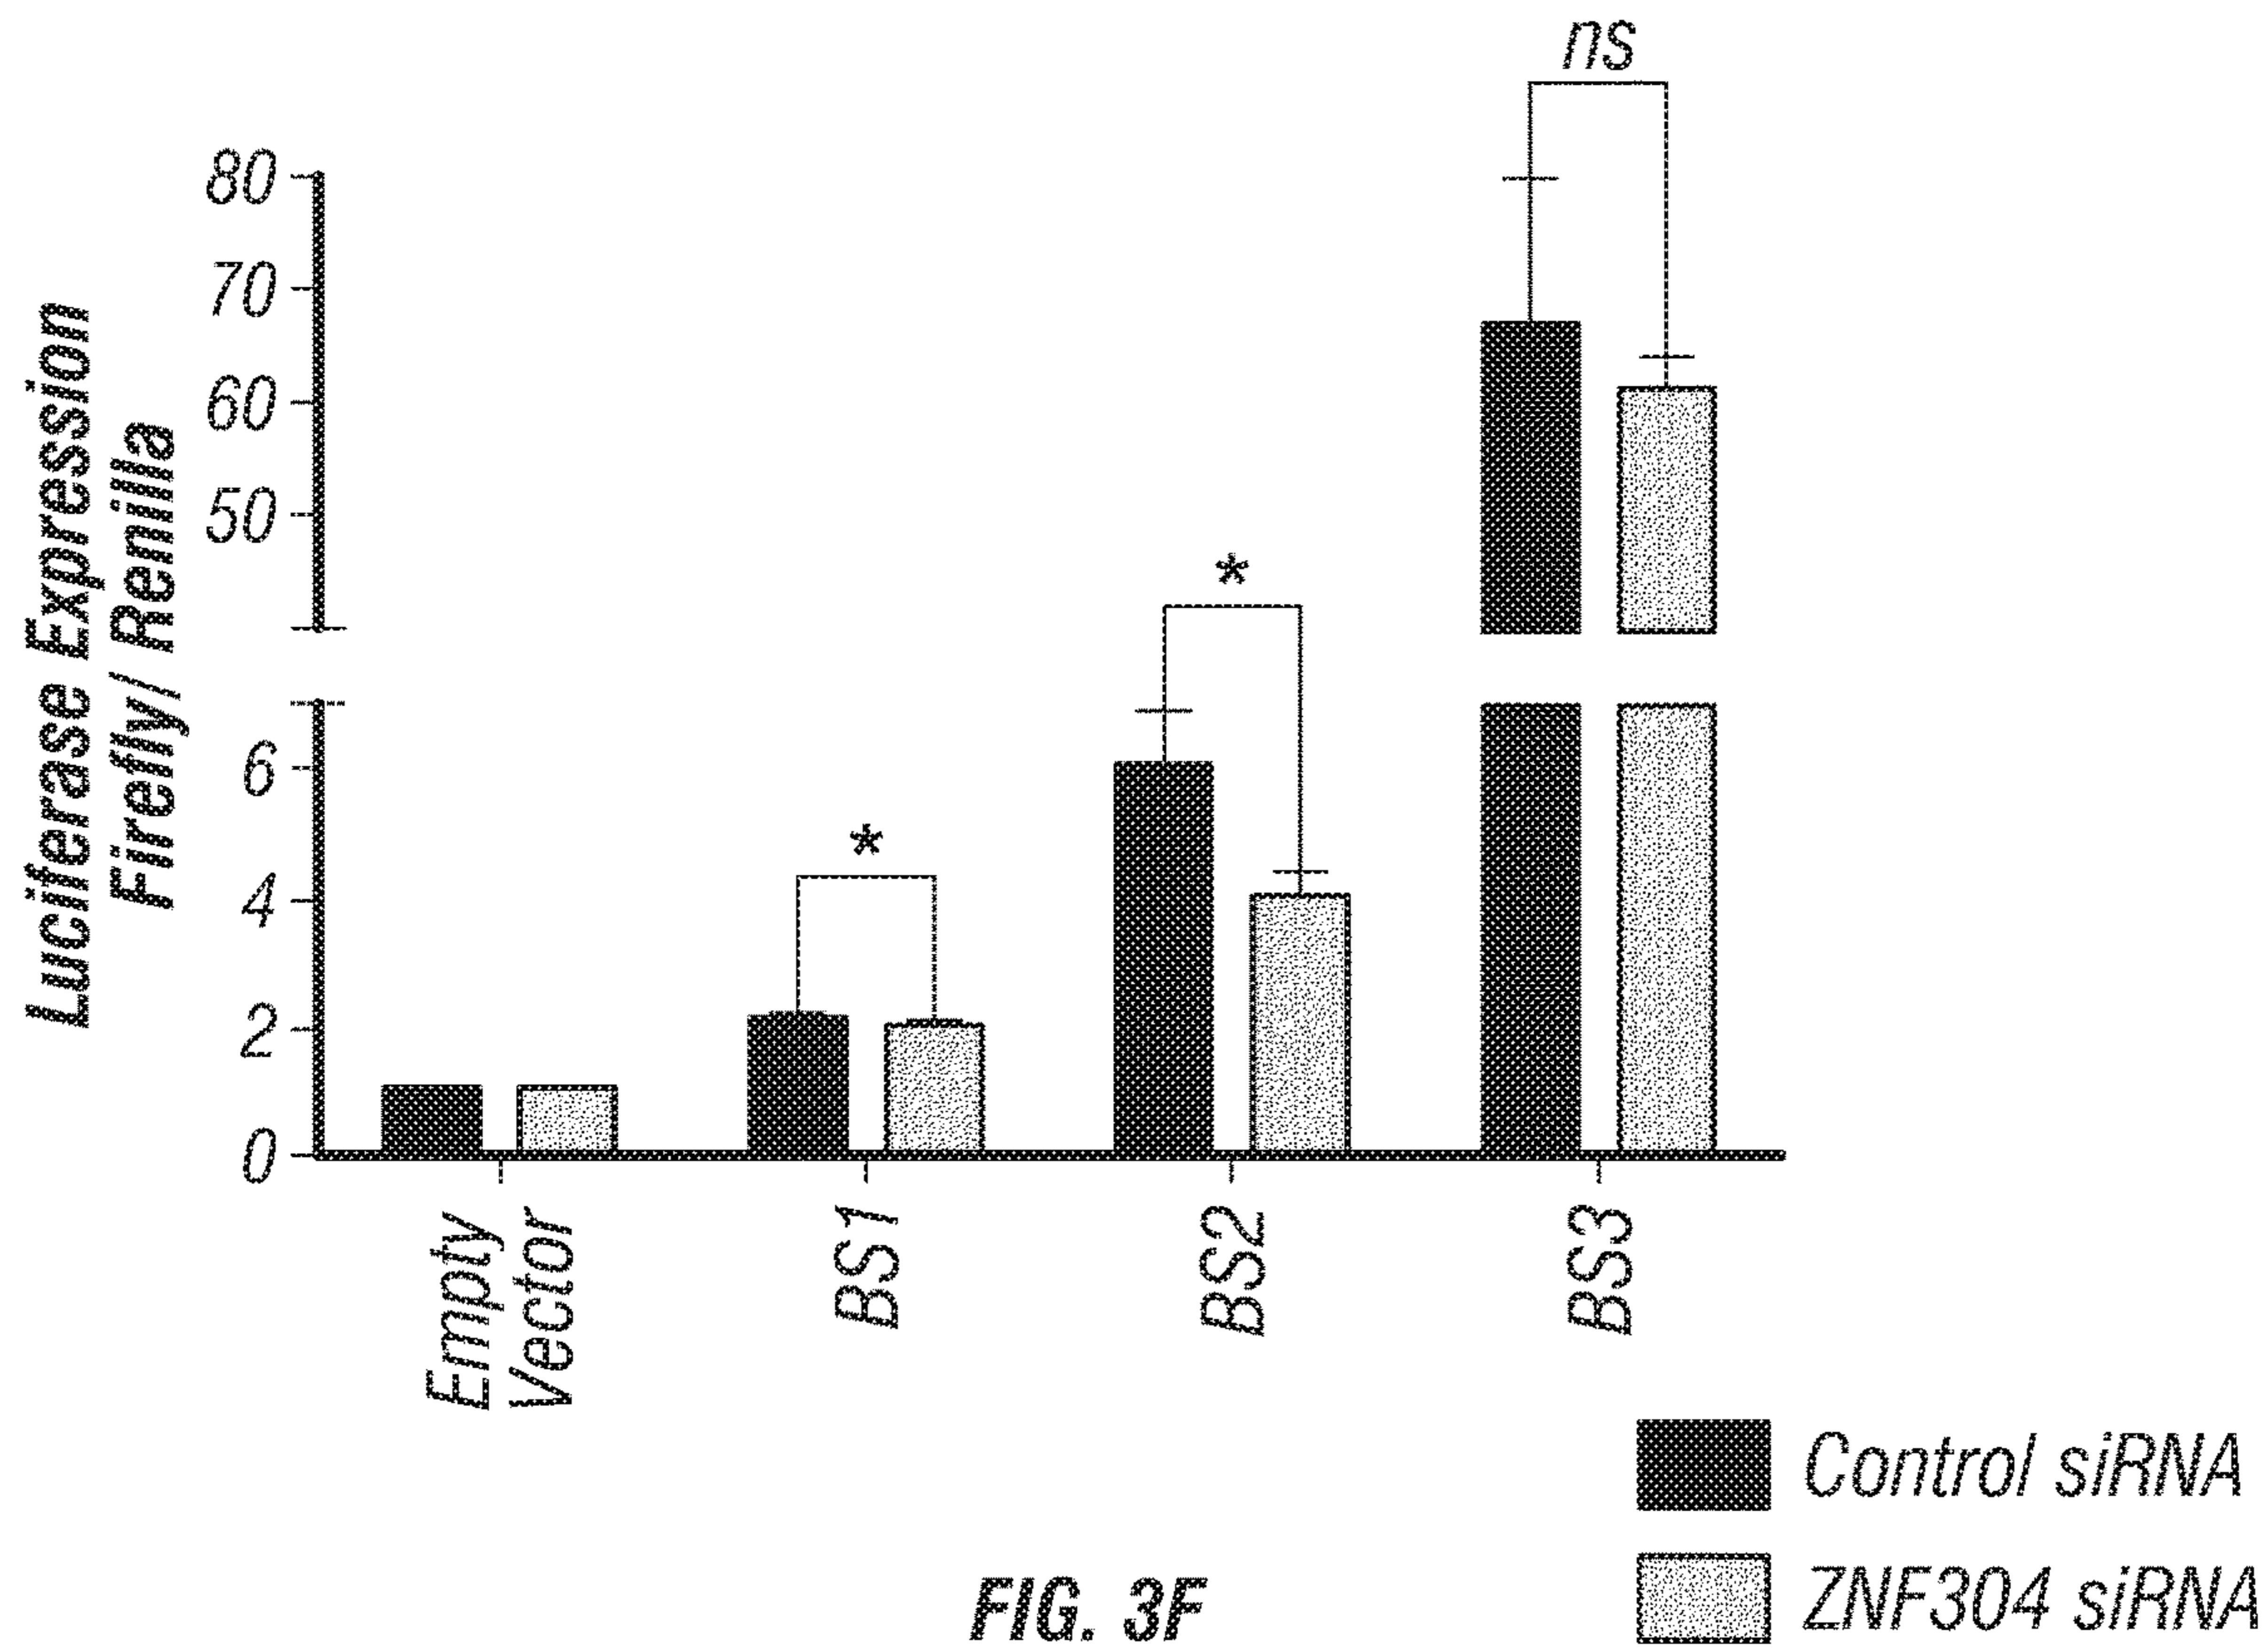 ns
80
70
60
50
6
4
2
0
Luciferase Expression
Firefly/ Renilla
*
*
Empty
Vector
BS1
BS2
BS3
Control siRNA
ZNF304 siRNA
FIG. 3F